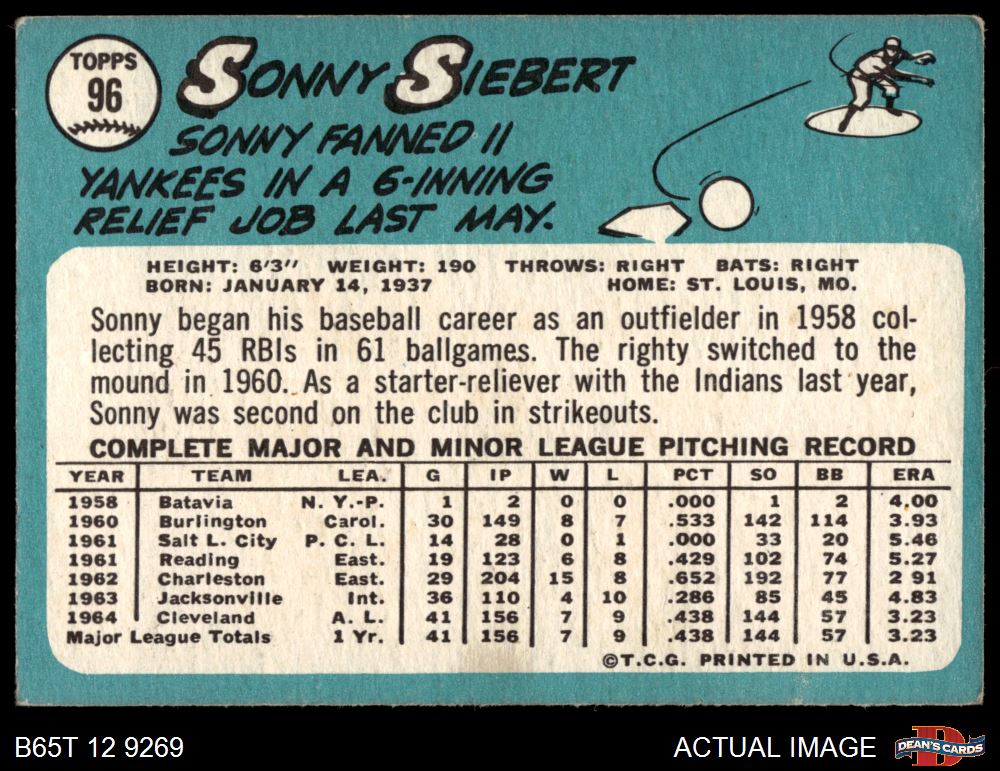 TOPPS
96
SONNY SIEBERT
SONNY FANNED 11
YANKEES IN A 6-INNING
RELIEF JOB LAST MAY.
HEIGHT: 6'3" WEIGHT: 190 THROWS: RIGHT BATS: RIGHT
BORN: JANUARY 14, 1937 HOME: ST. LOUIS, MO.
Sonny began his baseball career as an outfielder in 1958 col-
lecting 45 RBIs in 61 ballgames. The righty switched to the
mound in 1960. As a starter-reliever with the Indians last year,
Sonny was second on the club in strikeouts.
COMPLETE MAJOR AND MINOR LEAGUE PITCHING RECORD
YEAR TEAM LEA. G IP W L PCT SO BB ERA
1958 Batavia N. Y.-P. 1 2 0 0 .000 1 2 4.00
1960 Burlington Carol. 30 149 8 7 .533 142 114 3.93
1961 Salt L. City P. C. L. 14 28 0 1 .000 33 20 5.46
1961 Reading East. 19 123 6 8 .429 102 74 5.27
1962 Charleston East. 29 204 15 8 .652 192 77 2 91
1963 Jacksonville Int. 36 110 4 10 .286 85 45 4.83
1964 Cleveland A. L. 41 156 7 9 .438 144 57 3.23
Major League Totals 1 Yr. 41 156 7 9 .438 144 57 3.23
©T.C.G. PRINTED IN U.S.A.
B65T 12 9269 ACTUAL IMAGE DEAN'S CARDS